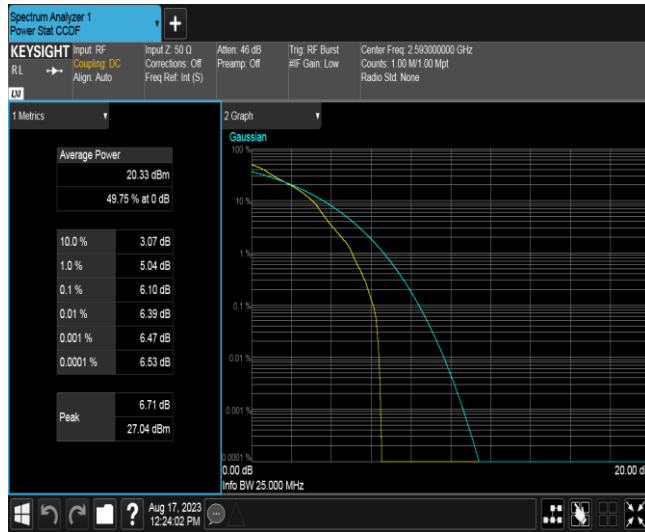 Spectrum Analyzer 1
Power Stat CCDF
+
KEYSIGHT
RL
LXI
Input: RF
Coupling: DC
Align: Auto
Input Z: 50 Ω
Corrections: Off
Freq Ref: Int (S)
Atten: 46 dB
Preamp: Off
Trig: RF Burst
#IF Gain: Low
Center Freq: 2.593000000 GHz
Counts: 1.00 M/1.00 Mpt
Radio Std: None
1 Metrics
Average Power
20.33 dBm
49.75 % at 0 dB
10.0 % 3.07 dB
1.0 % 5.04 dB
0.1 % 6.10 dB
0.01 % 6.39 dB
0.001 % 6.47 dB
0.0001 % 6.53 dB
Peak
6.71 dB
27.04 dBm
2 Graph
Gaussian
100 %
10 %
1 %
0.1 %
0.01 %
0.001 %
0.0001 %
0.00 dB
20.00 d
Info BW 25.000 MHz
?
Aug 17, 2023
12:24:02 PM